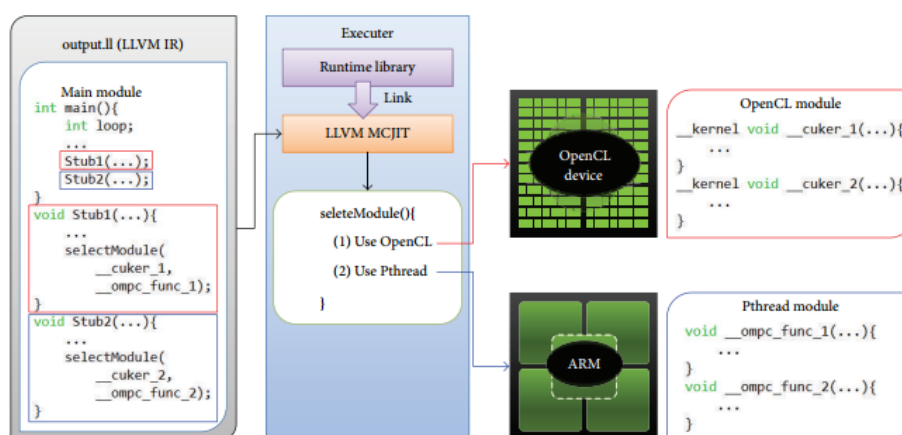 output.ll (LLVM IR)
Main module
int main(){
int loop;
...
Stub1(...);
Stub2(...);
}
void Stub1(...){
...
selectModule(
__cuker_1,
__ompc_func_1);
}
void Stub2(...){
...
selectModule(
__cuker_2,
__ompc_func_2);
}
Executer
Runtime library
Link
LLVM MCJIT
seleteModule(){
(1) Use OpenCL
(2) Use Pthread
}
OpenCL
device
OpenCL module
__kernel void __cuker_1(...){
...
}
__kernel void __cuker_2(...){
...
}
ARM
Pthread module
void __ompc_func_1(...){
...
}
void __ompc_func_2(...){
...
}